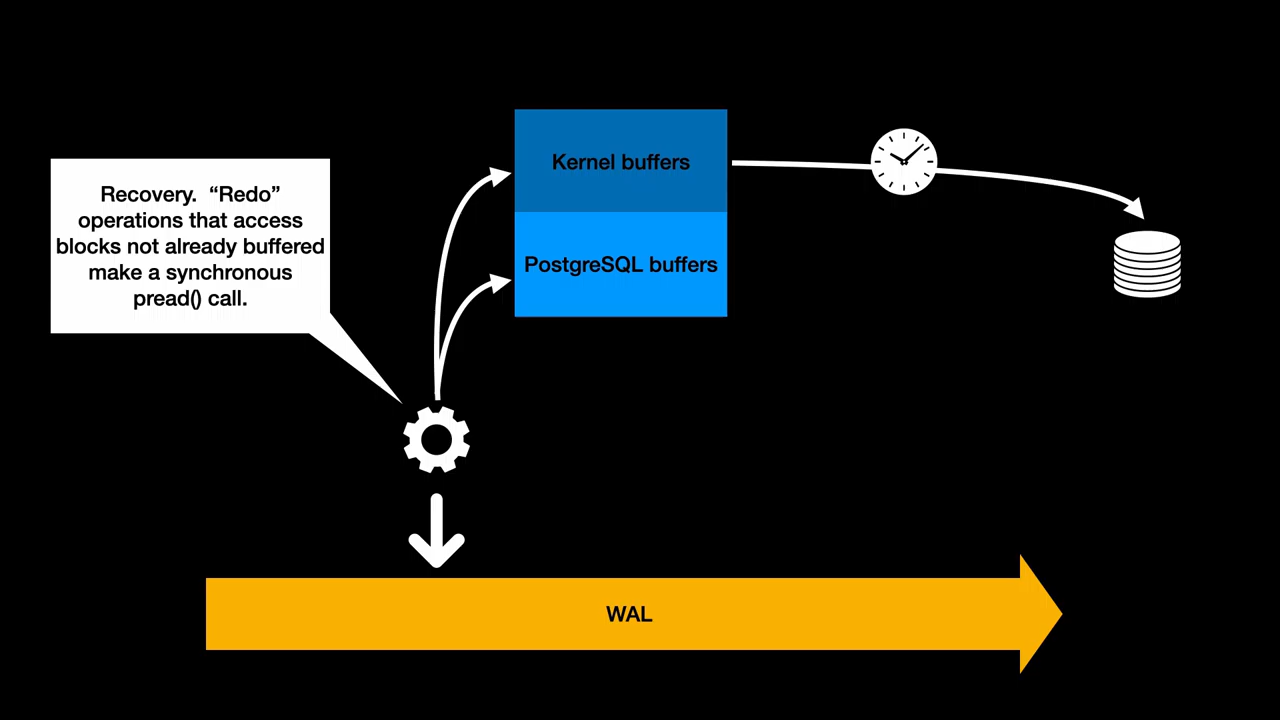 Kernel buffers
Recovery.  “Redo”
operations that access
blocks not already buffered
make a synchronous
pread() call.
PostgreSQL buffers
WAL